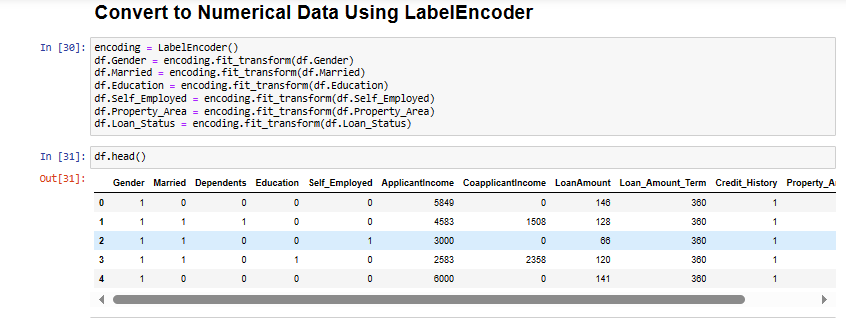 Convert to Numerical Data Using LabelEncoder
In [30]: encoding = LabelEncoder()
df.Gender = encoding.fit_transform(df.Gender)
df.Married = encoding.fit_transform(df.Married)
df.Education = encoding.fit_transform(df.Education)
df.Self_Employed = encoding.fit_transform(df.Self_Employed)
df.Property_Area = encoding.fit_transform(df.Property_Area)
df.Loan_Status = encoding.fit_transform(df.Loan_Status)
In [31]: df.head()
Out[31]:
Gender Married Dependents Education Self_Employed ApplicantIncome CoapplicantIncome LoanAmount Loan_Amount_Term Credit_History Property_A
0 1 0 0 0 0 5849 0 146 360 1
1 1 1 1 0 0 4583 1508 128 360 1
2 1 1 0 0 1 3000 0 66 360 1
3 1 1 0 1 0 2583 2358 120 360 1
4 1 0 0 0 0 6000 0 141 360 1